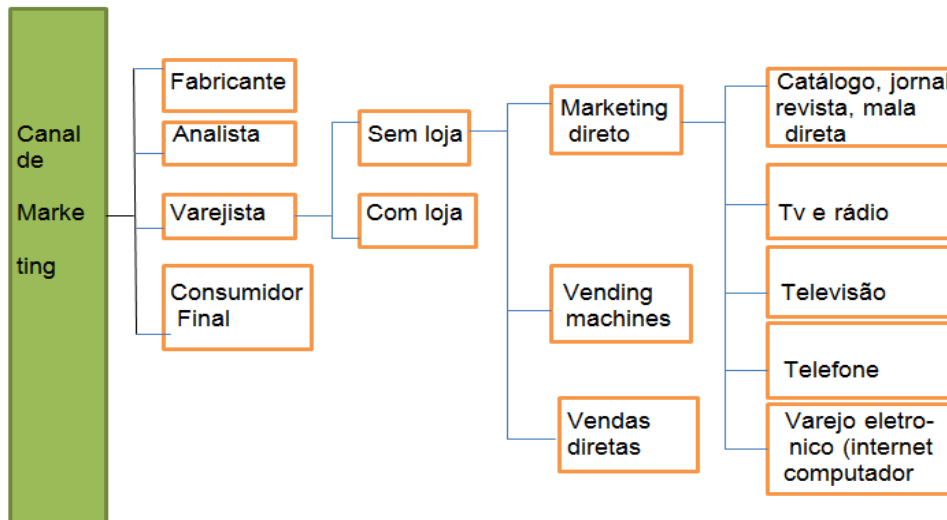 Canal
de
Marke
ting
Fabricante
Analista
Varejista
Consumidor
Final
Sem loja
Com loja
Marketing
direto
Vending
machines
Vendas
diretas
Catálogo, jornal
revista, mala
direta
Tv e rádio
Televisão
Telefone
Varejo eletro-
nico (internet
computador